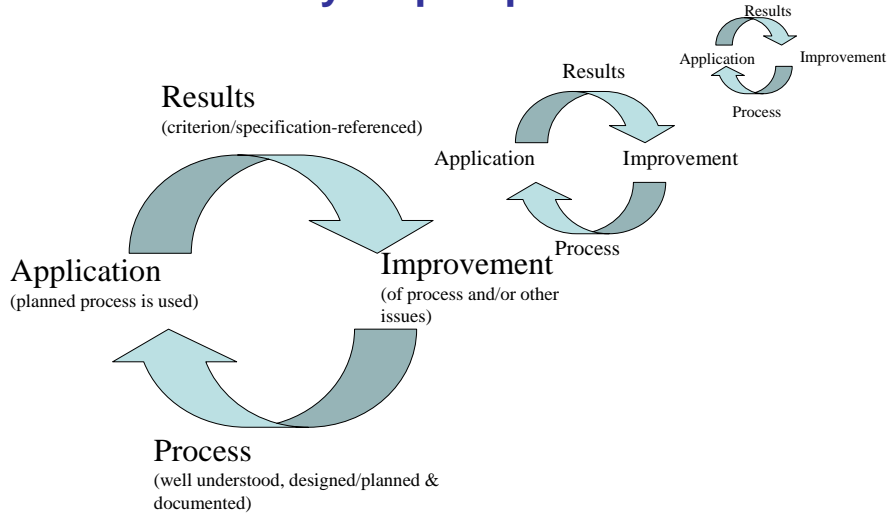 Results
(criterion/specification-referenced)
Application
(planned process is used)
Improvement
(of process and/or other
issues)
Process
(well understood, designed/planned &
documented)
Results
Application
Improvement
Process
Results
Application
Improvement
Process